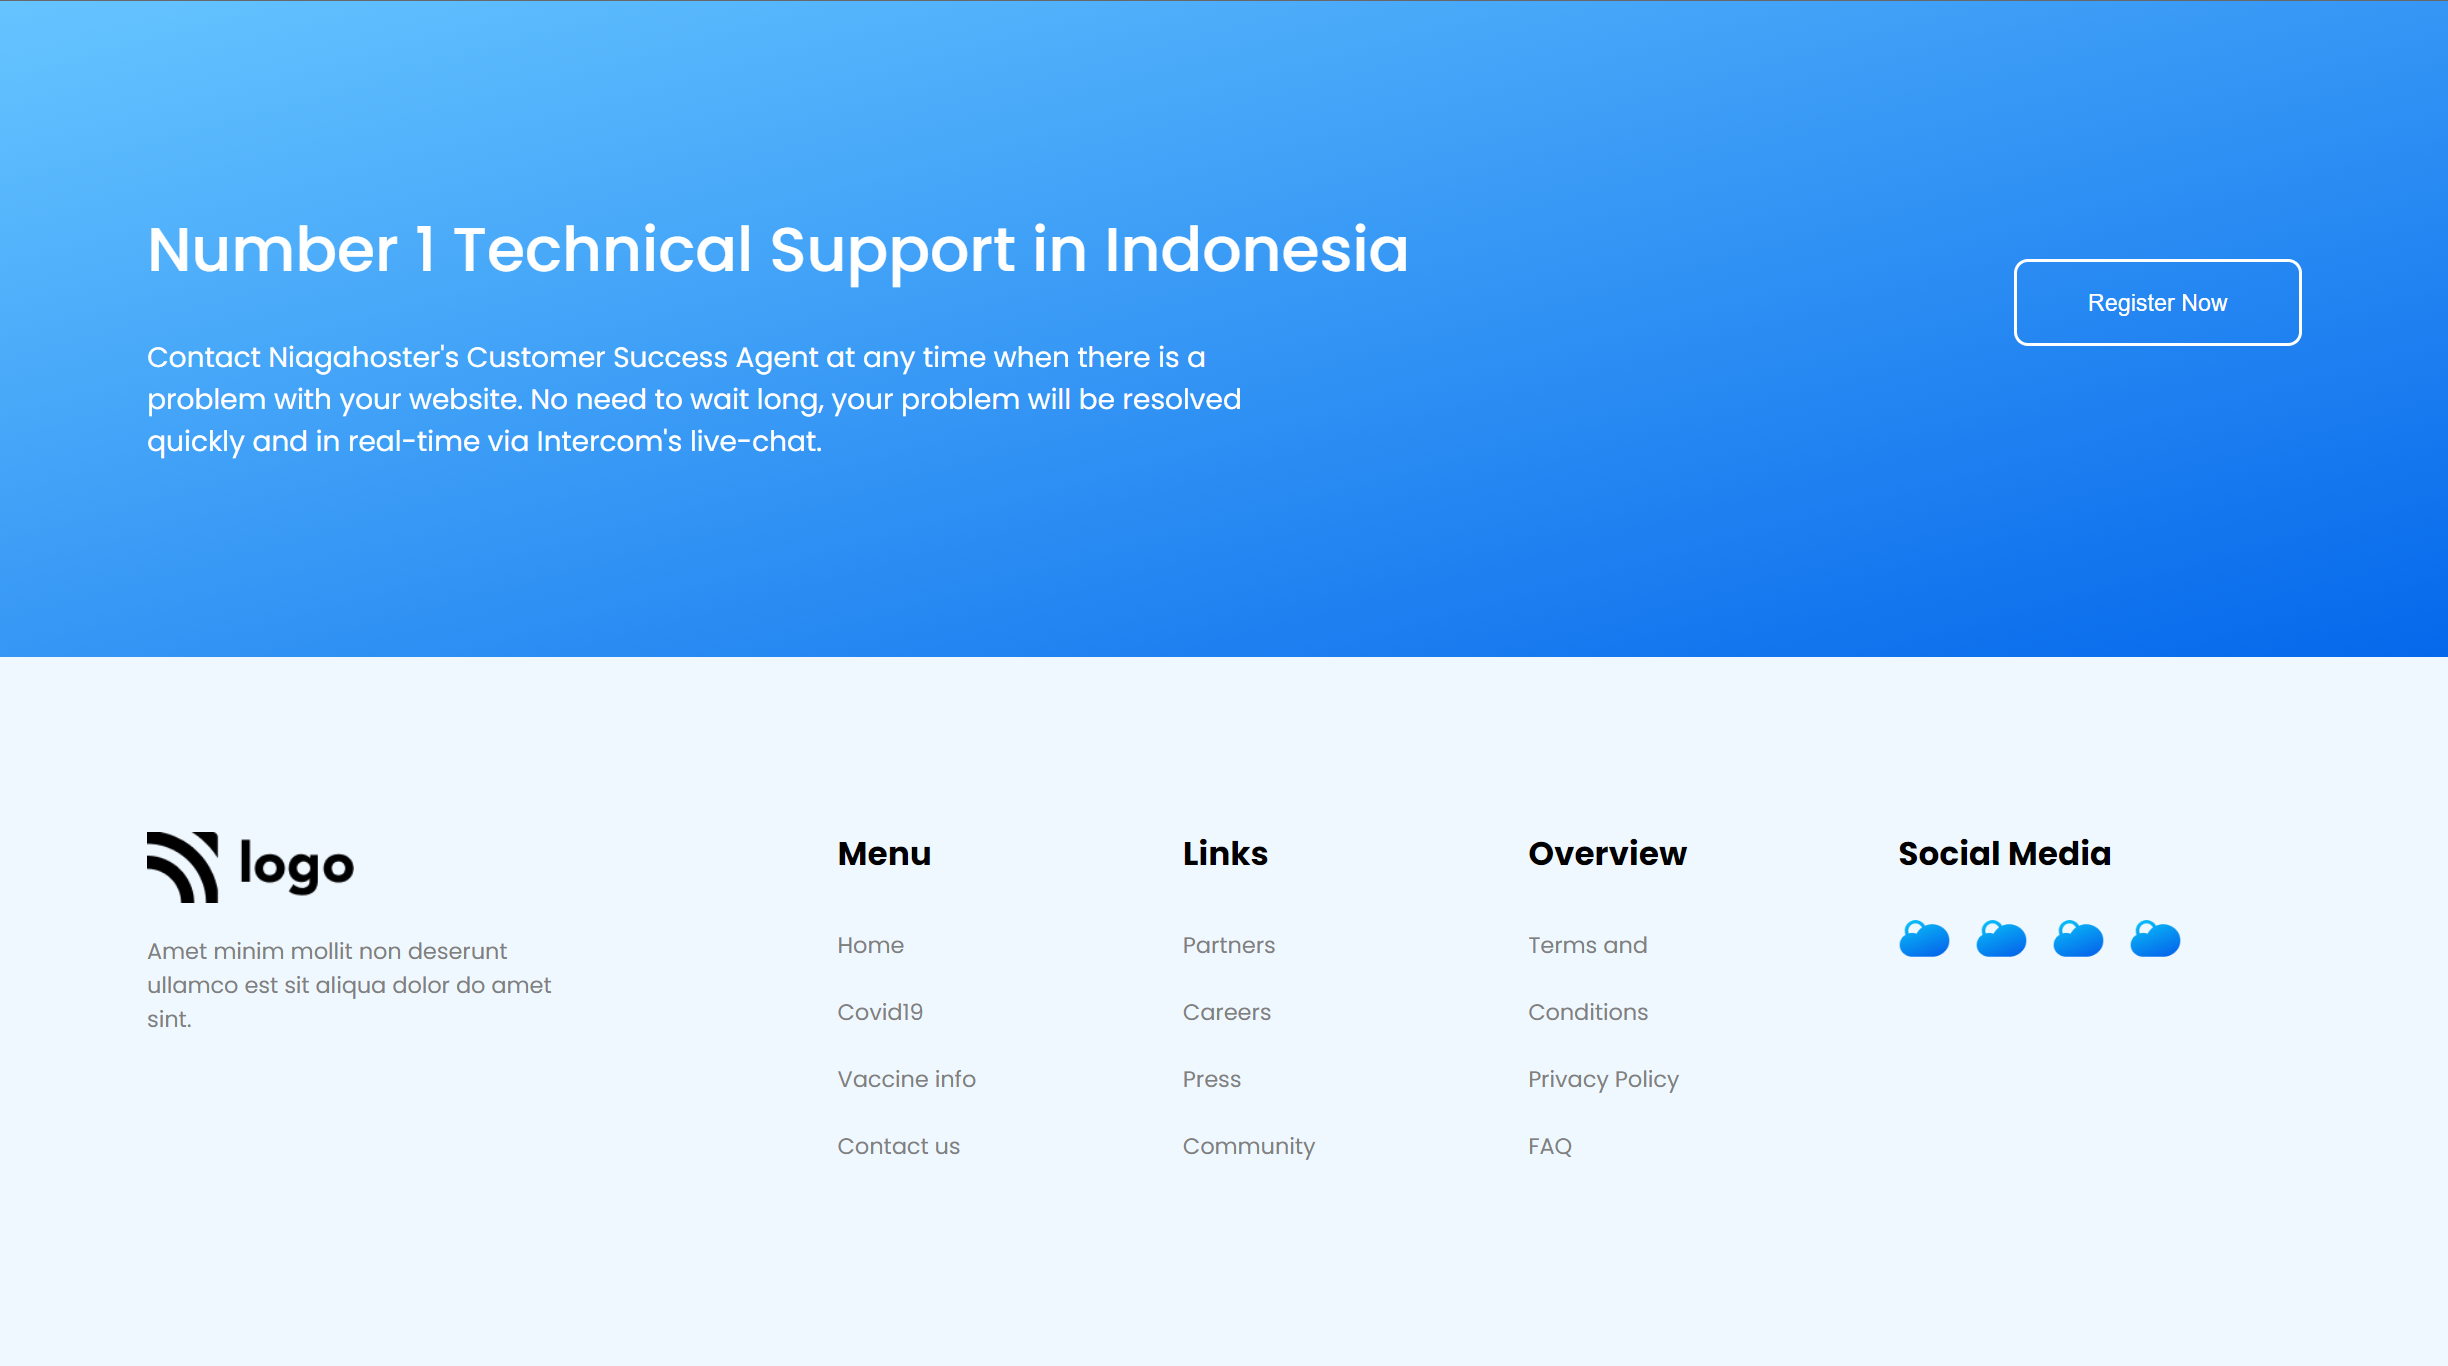 Number 1 Technical Support in Indonesia
Contact Niagahoster's Customer Success Agent at any time when there is a
problem with your website. No need to wait long, your problem will be resolved
quickly and in real-time via Intercom's live-chat.
Register Now
logo
Amet minim mollit non deserunt
ullamco est sit aliqua dolor do amet
sint.
Menu
Home
Covid19
Vaccine info
Contact us
Links
Partners
Careers
Press
Community
Overview
Terms and
Conditions
Privacy Policy
FAQ
Social Media